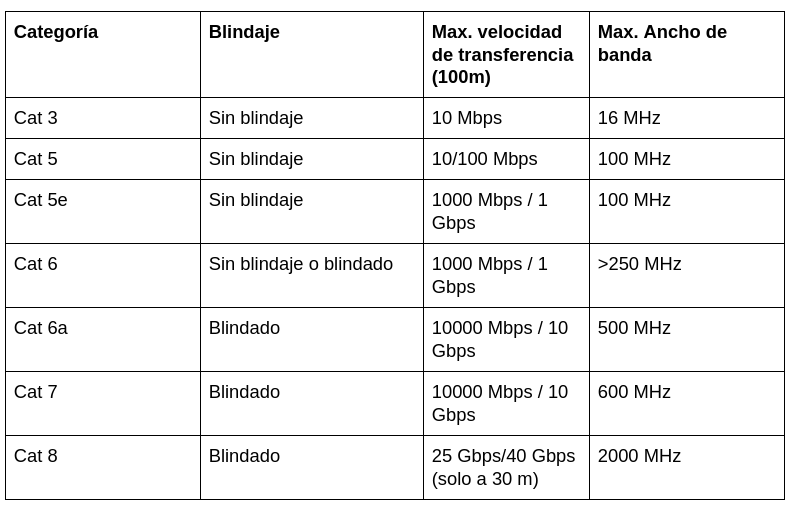 Categoría
Blindaje
Max. velocidad
de transferencia
(100m)
Max. Ancho de
banda
Cat 3
Sin blindaje
10 Mbps
16 MHz
Cat 5
Sin blindaje
10/100 Mbps
100 MHz
Cat 5e
Sin blindaje
1000 Mbps / 1
Gbps
100 MHz
Cat 6
Sin blindaje o blindado
1000 Mbps / 1
Gbps
>250 MHz
Cat 6a
Blindado
10000 Mbps / 10
Gbps
500 MHz
Cat 7
Blindado
10000 Mbps / 10
Gbps
600 MHz
Cat 8
Blindado
25 Gbps/40 Gbps
(solo a 30 m)
2000 MHz